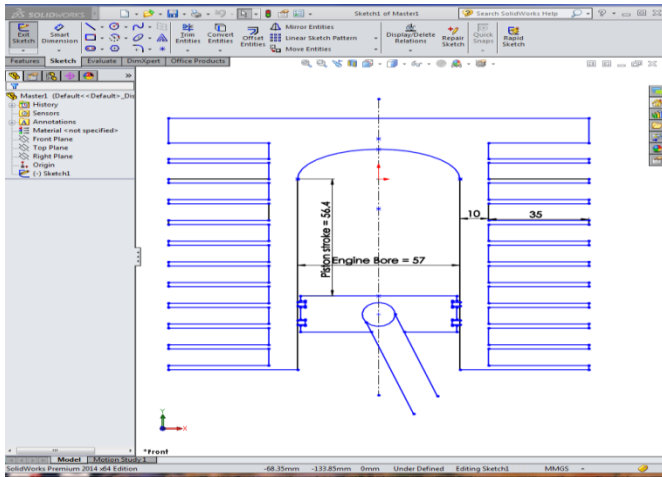 SOLIDWORKS
Sketch1 of Master1
Search SolidWorks Help
Exit Sketch
Smart Dimension
Trim Entities
Convert Entities
Offset Entities
Mirror Entities
Linear Sketch Pattern
Move Entities
Display/Delete Relations
Repair Sketch
Quick Snaps
Rapid Sketch
Features Sketch Evaluate DimXpert Office Products
Master1 (Default<<Default>_Dis
History
Sensors
Annotations
Material <not specified>
Front Plane
Top Plane
Right Plane
Origin
(-) Sketch1
10
35
Piston stroke = 56.4
Engine Bore = 57
Y
X
*Front
Model Motion Study 1
SolidWorks Premium 2014 x64 Edition -68.35mm -133.85mm 0mm Under Defined Editing Sketch1 MMGS